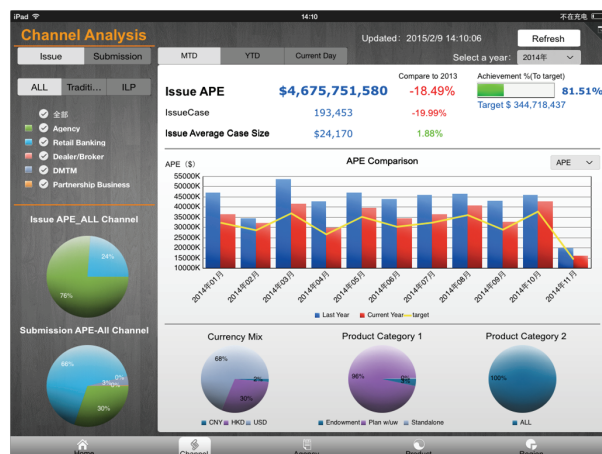 iPad 14:10 不在充电
Channel Analysis
Updated: 2015/2/9 14:10:06 Refresh
Issue Submission
MTD YTD Current Day
Select a year: 2014年
ALL Traditi... ILP
全部
Agency
Retail Banking
Dealer/Broker
DMTM
Partnership Business
Compare to 2013 Achievement %(To target)
Issue APE $4,675,751,580 -18.49% 81.51%
Target $ 344,718,437
IssueCase 193,453 -19.99%
Issue Average Case Size $24,170 1.88%
APE ($) APE Comparison APE
55000K
50000K
45000K
40000K
35000K
30000K
25000K
20000K
15000K
10000K
2014年01月 2014年02月 2014年03月 2014年04月 2014年05月 2014年06月 2014年07月 2014年08月 2014年09月 2014年10月 2014年11月
Last Year Current Year target
Issue APE_ALL Channel
24%
76%
Submission APE-All Channel
66%
0%
3% 0%
30%
Currency Mix
68%
2%
30%
CNY HKD USD
Product Category 1
96%
0%
3%
Endowment Plan w/uw Standalone
Product Category 2
100%
ALL
Home Channel Agency Product Region